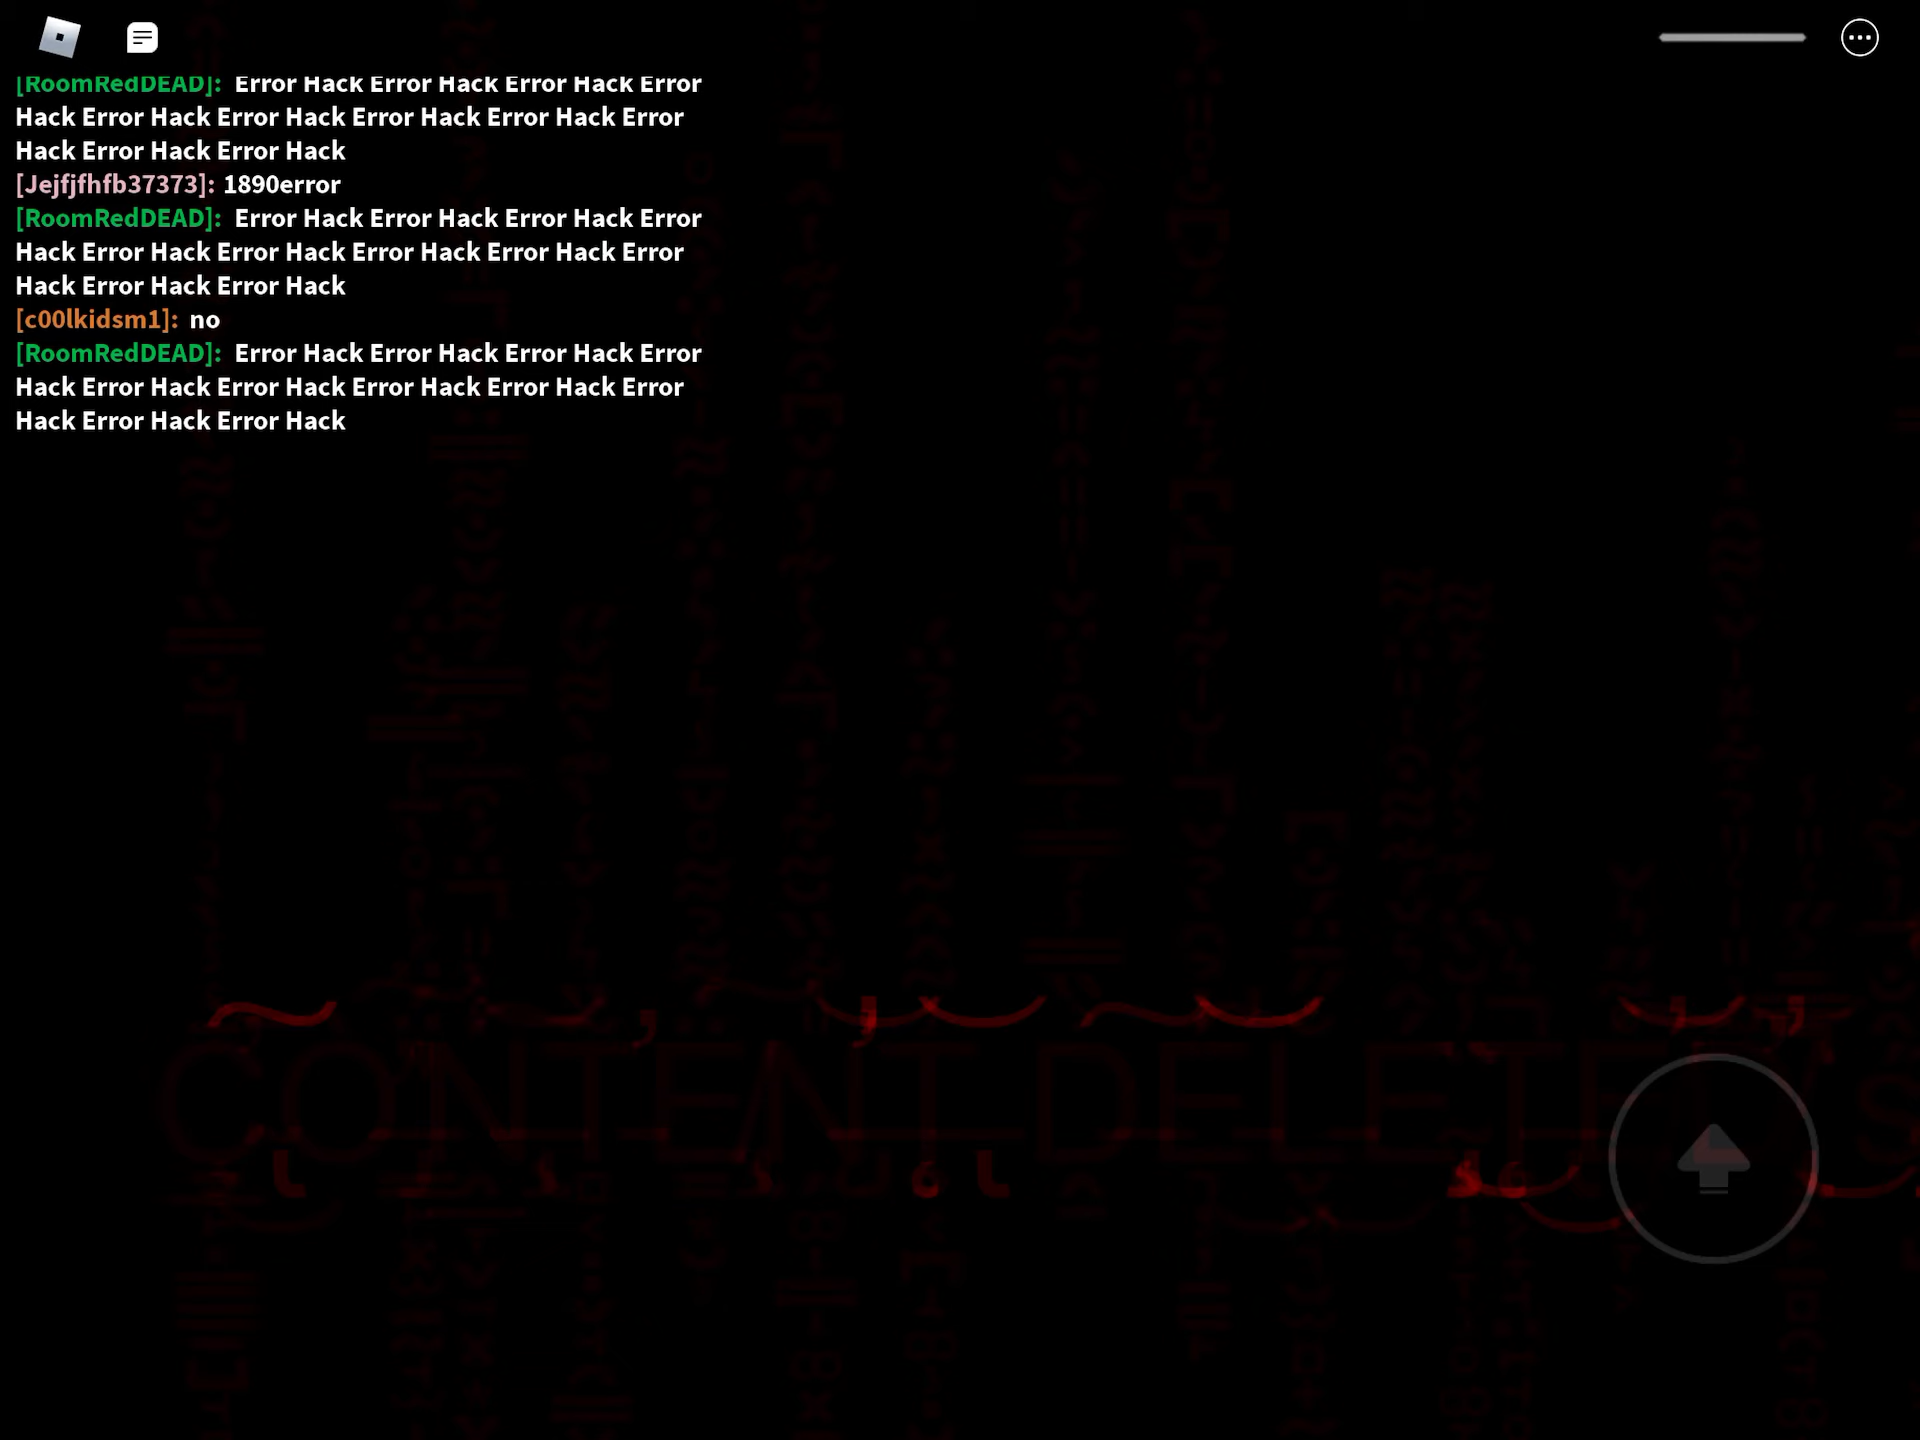 [RoomRedDEAD]: Error Hack Error Hack Error Hack Error
Hack Error Hack Error Hack Error Hack Error Hack Error
Hack Error Hack Error Hack
[Jejfjfhfb37373]: 1890error
[RoomRedDEAD]: Error Hack Error Hack Error Hack Error
Hack Error Hack Error Hack Error Hack Error Hack Error
Hack Error Hack Error Hack
[c00lkidsm1]: no
[RoomRedDEAD]: Error Hack Error Hack Error Hack Error
Hack Error Hack Error Hack Error Hack Error Hack Error
Hack Error Hack Error Hack
CONTENT DELETED